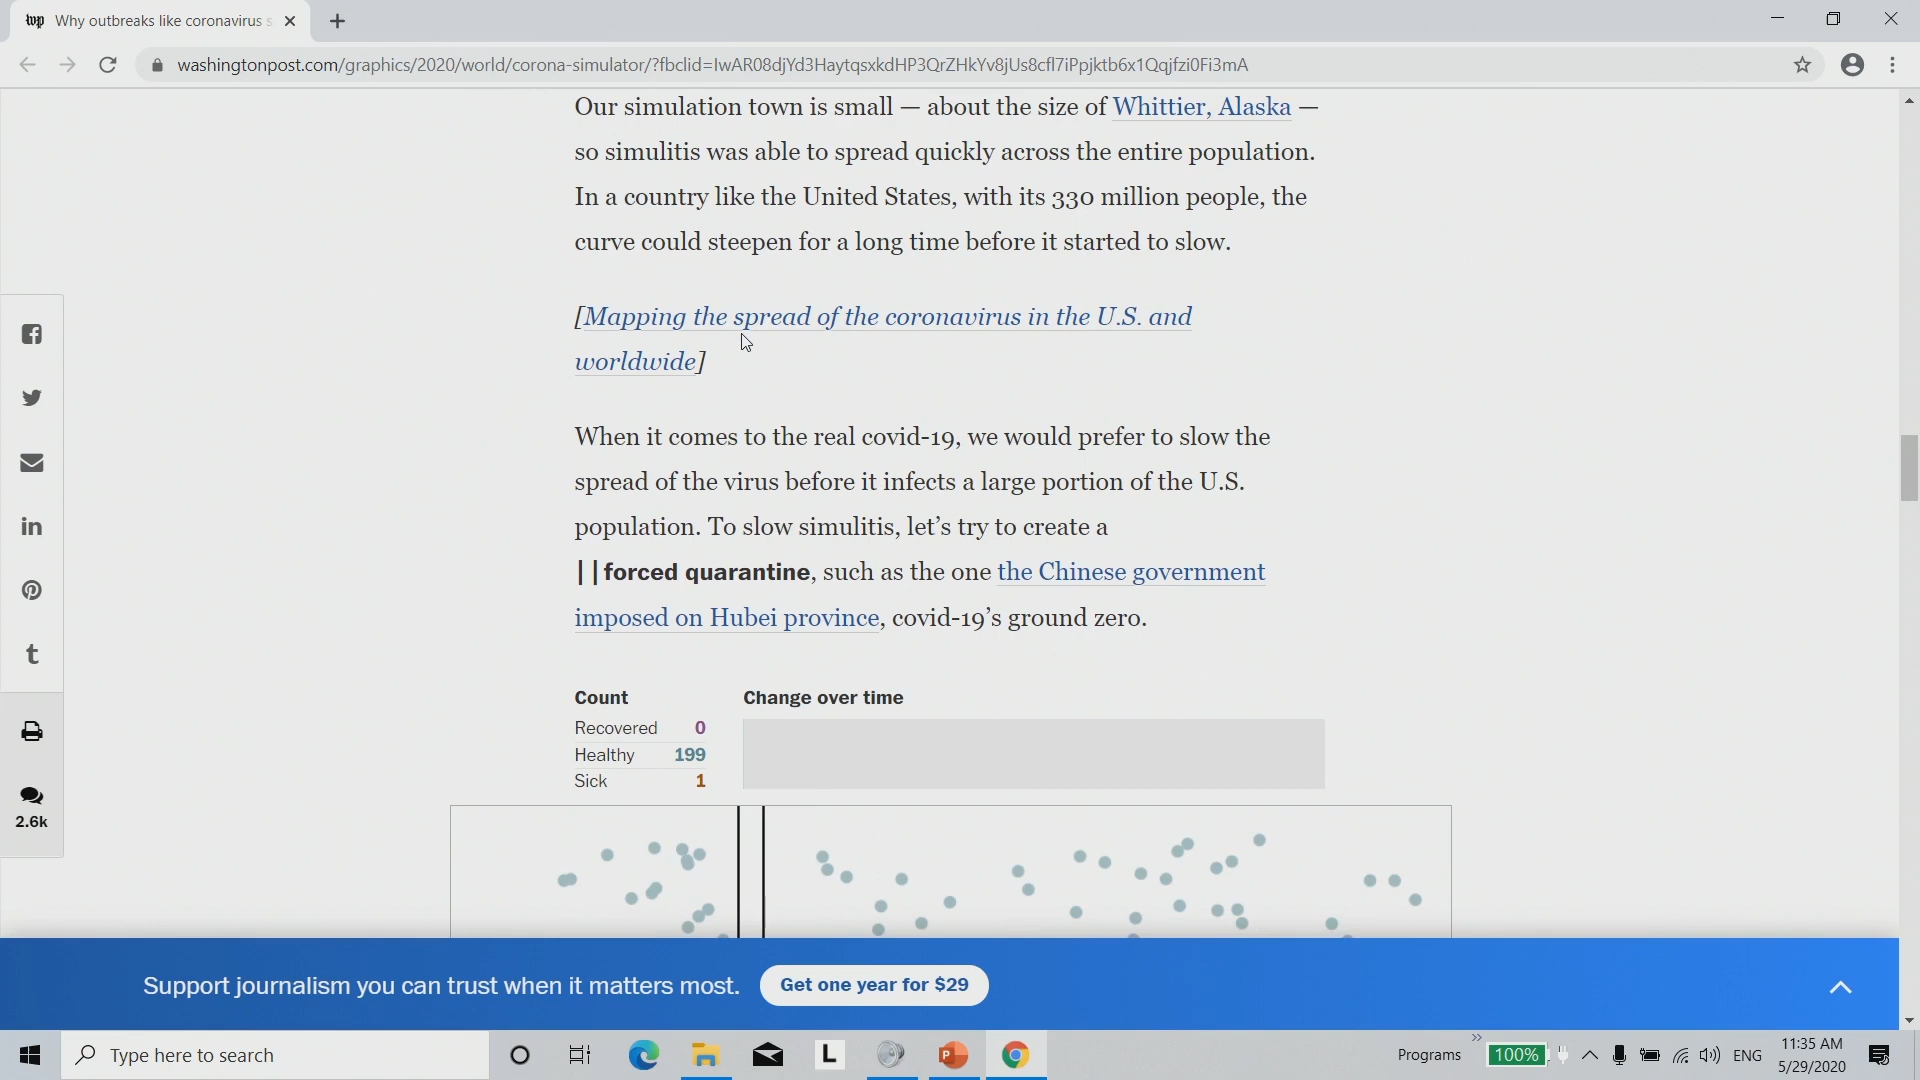 Why outbreaks like coronavirus s
washingtonpost.com/graphics/2020/world/corona-simulator/?fbclid=IwAR08djYd3HaytqsxkdHP3QrZHkYv8jUs8cfl7iPpjktb6x1Qqjfzi0Fi3mA
Our simulation town is small — about the size of Whittier, Alaska —
so simulitis was able to spread quickly across the entire population.
In a country like the United States, with its 330 million people, the
curve could steepen for a long time before it started to slow.
[Mapping the spread of the coronavirus in the U.S. and
worldwide]
When it comes to the real covid-19, we would prefer to slow the
spread of the virus before it infects a large portion of the U.S.
population. To slow simulitis, let’s try to create a
||forced quarantine, such as the one the Chinese government
imposed on Hubei province, covid-19’s ground zero.
2.6k
Count
Recovered 0
Healthy 199
Sick 1
Change over time
Support journalism you can trust when it matters most.
Get one year for $29
Type here to search
L
P
Programs
100%
ENG
11:35 AM
5/29/2020